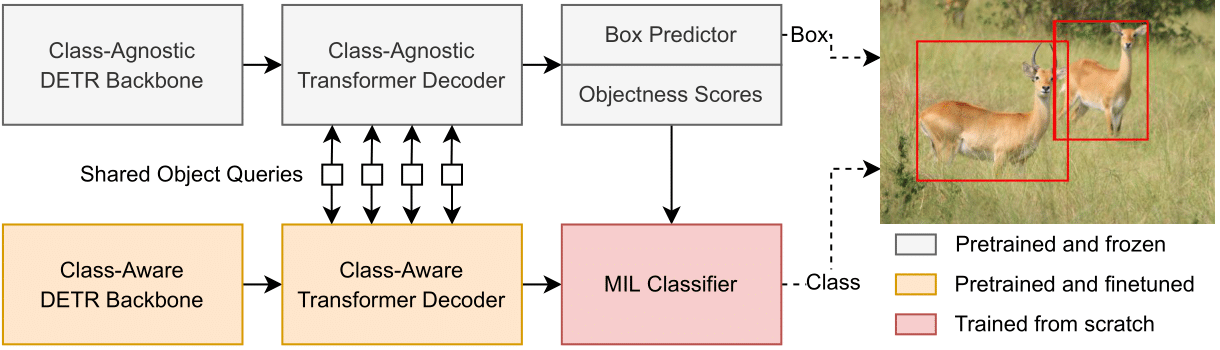 Class-Agnostic
DETR Backbone
Class-Agnostic
Transformer Decoder
Box Predictor
Objectness Scores
Box
Shared Object Queries
Class-Aware
DETR Backbone
Class-Aware
Transformer Decoder
MIL Classifier
Class
Pretrained and frozen
Pretrained and finetuned
Trained from scratch